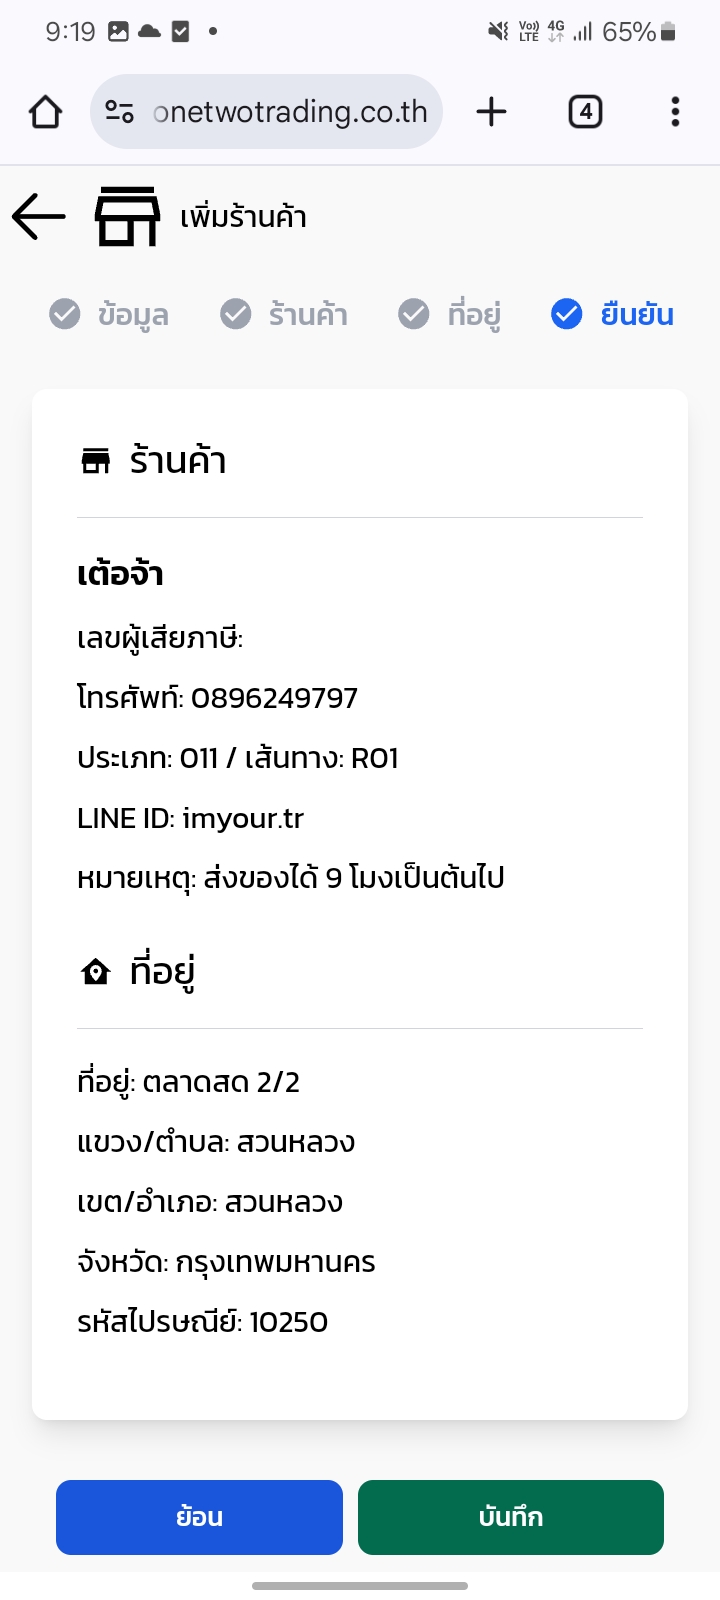 9:19
Vo)) LTE 4G 65%
onetwotrading.co.th
4
เพิ่มร้านค้า
ข้อมูล ร้านค้า ที่อยู่ ยืนยัน
ร้านค้า
เต้อจ้า
เลขผู้เสียภาษี:
โทรศัพท์: 0896249797
ประเภท: 011 / เส้นทาง: R01
LINE ID: imyour.tr
หมายเหตุ: ส่งของได้ 9 โมงเป็นต้นไป
ที่อยู่
ที่อยู่: ตลาดสด 2/2
แขวง/ตำบล: สวนหลวง
เขต/อำเภอ: สวนหลวง
จังหวัด: กรุงเทพมหานคร
รหัสไปรษณีย์: 10250
ย้อน บันทึก